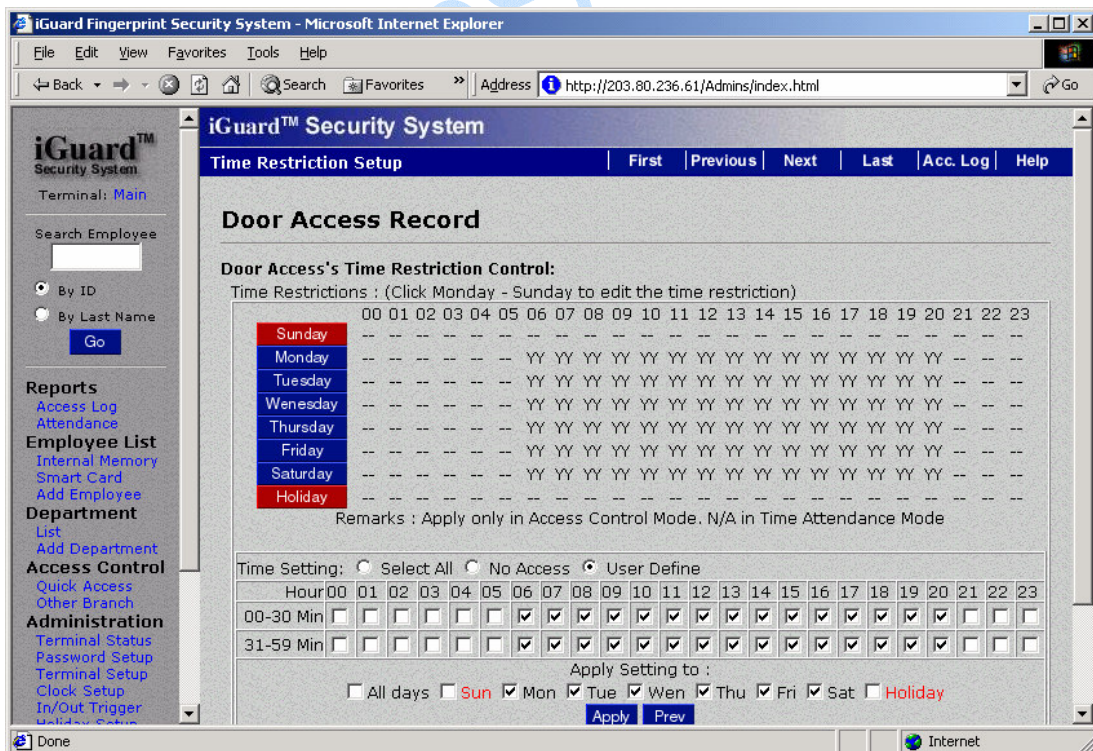 iGuard Fingerprint Security System - Microsoft Internet Explorer
File Edit View Favorites Tools Help
Back Search Favorites » Address http://203.80.236.61/Admins/index.html Go
iGuard™
Security System
Terminal: Main
Search Employee
By ID
By Last Name
Go
Reports
Access Log
Attendance
Employee List
Internal Memory
Smart Card
Add Employee
Department
List
Add Department
Access Control
Quick Access
Other Branch
Administration
Terminal Status
Password Setup
Terminal Setup
Clock Setup
In/Out Trigger
Holiday Setup
iGuard™ Security System
Time Restriction Setup | First | Previous | Next | Last | Acc. Log | Help
Door Access Record
Door Access's Time Restriction Control:
Time Restrictions : (Click Monday - Sunday to edit the time restriction)
00 01 02 03 04 05 06 07 08 09 10 11 12 13 14 15 16 17 18 19 20 21 22 23
Sunday -- -- -- -- -- -- -- -- -- -- -- -- -- -- -- -- -- -- -- -- -- -- -- --
Monday -- -- -- -- -- -- YY YY YY YY YY YY YY YY YY YY YY YY YY YY YY -- -- --
Tuesday -- -- -- -- -- -- YY YY YY YY YY YY YY YY YY YY YY YY YY YY YY -- -- --
Wenesday -- -- -- -- -- -- YY YY YY YY YY YY YY YY YY YY YY YY YY YY YY -- -- --
Thursday -- -- -- -- -- -- YY YY YY YY YY YY YY YY YY YY YY YY YY YY YY -- -- --
Friday -- -- -- -- -- -- YY YY YY YY YY YY YY YY YY YY YY YY YY YY YY -- -- --
Saturday -- -- -- -- -- -- YY YY YY YY YY YY YY YY YY YY YY YY YY YY YY -- -- --
Holiday -- -- -- -- -- -- -- -- -- -- -- -- -- -- -- -- -- -- -- -- -- -- -- --
Remarks : Apply only in Access Control Mode. N/A in Time Attendance Mode
Time Setting: Select All No Access User Define
Hour 00 01 02 03 04 05 06 07 08 09 10 11 12 13 14 15 16 17 18 19 20 21 22 23
00-30 Min
31-59 Min
Apply Setting to :
All days Sun Mon Tue Wen Thu Fri Sat Holiday
Apply Prev
Done Internet